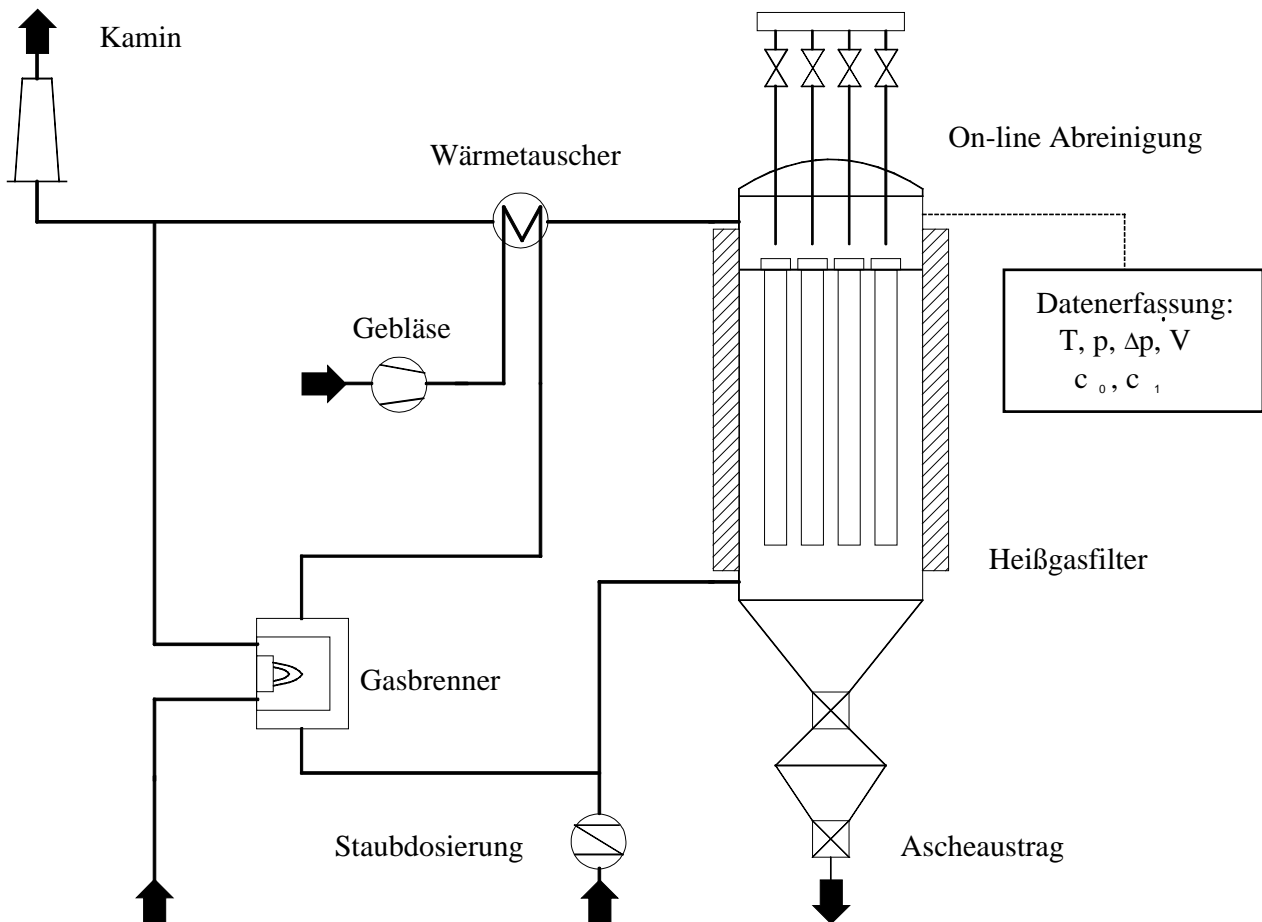 Kamin
On-line Abreinigung
Wärmetauscher
Gebläse
Datenerfassung:
T, p, Δp, V̇
c ₀, c ₁
Heißgasfilter
Gasbrenner
Staubdosierung
Ascheaustrag